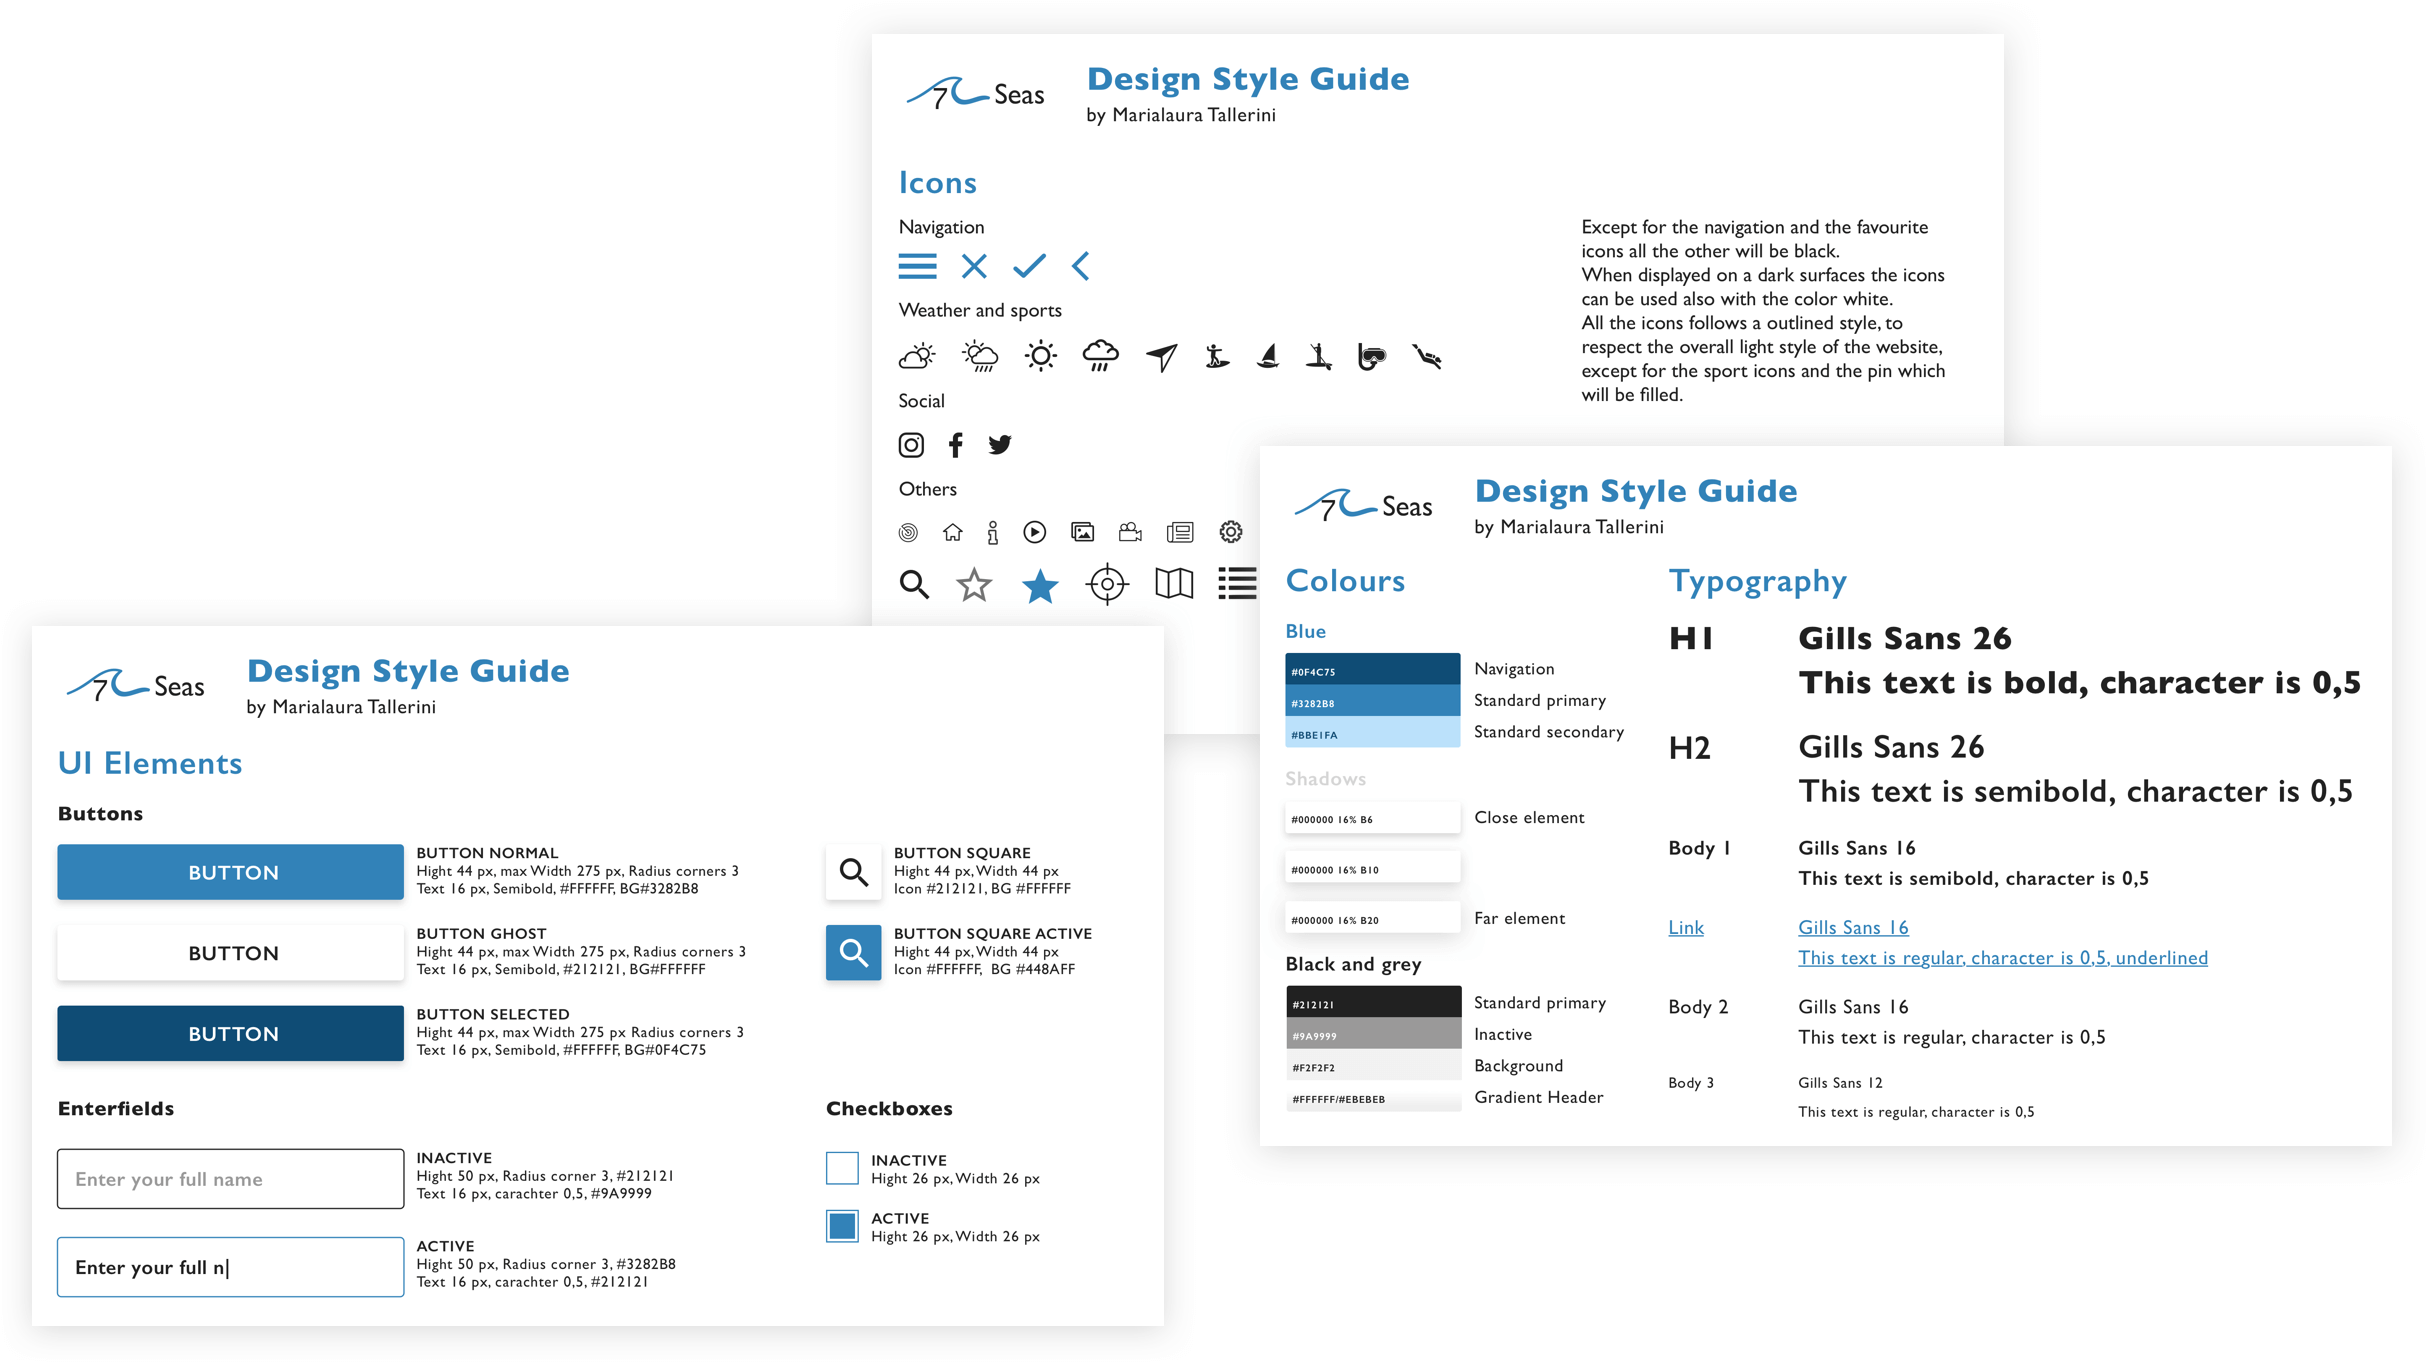 7 Seas
Design Style Guide
by Marialaura Tallerini
Icons
Navigation
Weather and sports
Social
Others
Except for the navigation and the favourite
icons all the other will be black.
When displayed on a dark surfaces the icons
can be used also with the color white.
All the icons follows a outlined style, to
respect the overall light style of the website,
except for the sport icons and the pin which
will be filled.
7 Seas
Design Style Guide
by Marialaura Tallerini
Colours
Blue
#0F4C75
Navigation
#3282B8
Standard primary
#BBE1FA
Standard secondary
Shadows
#000000 16% B6
Close element
#000000 16% B10
#000000 16% B20
Far element
Black and grey
#212121
Standard primary
#9A9999
Inactive
#F2F2F2
Background
#FFFFFF/#EBEBEB
Gradient Header
Typography
H1
Gills Sans 26
This text is bold, character is 0,5
H2
Gills Sans 26
This text is semibold, character is 0,5
Body 1
Gills Sans 16
This text is semibold, character is 0,5
Link
Gills Sans 16
This text is regular, character is 0,5, underlined
Body 2
Gills Sans 16
This text is regular, character is 0,5
Body 3
Gills Sans 12
This text is regular, character is 0,5
7 Seas
Design Style Guide
by Marialaura Tallerini
UI Elements
Buttons
BUTTON
BUTTON NORMAL
Hight 44 px, max Width 275 px, Radius corners 3
Text 16 px, Semibold, #FFFFFF, BG#3282B8
BUTTON
BUTTON GHOST
Hight 44 px, max Width 275 px, Radius corners 3
Text 16 px, Semibold, #212121, BG#FFFFFF
BUTTON
BUTTON SELECTED
Hight 44 px, max Width 275 px Radius corners 3
Text 16 px, Semibold, #FFFFFF, BG#0F4C75
BUTTON SQUARE
Hight 44 px, Width 44 px
Icon #212121, BG #FFFFFF
BUTTON SQUARE ACTIVE
Hight 44 px, Width 44 px
Icon #FFFFFF, BG #448AFF
Enterfields
Enter your full name
INACTIVE
Hight 50 px, Radius corner 3, #212121
Text 16 px, carachter 0,5, #9A9999
Enter your full n
ACTIVE
Hight 50 px, Radius corner 3, #3282B8
Text 16 px, carachter 0,5, #212121
Checkboxes
INACTIVE
Hight 26 px, Width 26 px
ACTIVE
Hight 26 px, Width 26 px